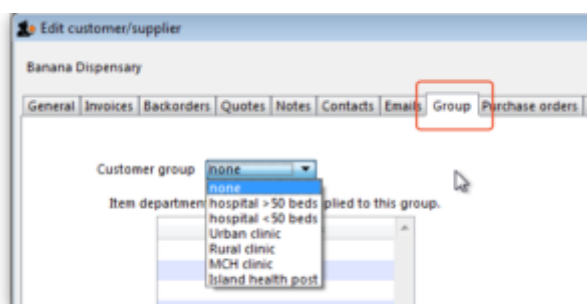 Edit customer/supplier
Banana Dispensary
General Invoices Backorders Quotes Notes Contacts Emails Group Purchase orders
Customer group none
none
Item department plied to this group.
hospital >50 beds
hospital <50 beds
Urban clinic
Rural clinic
MCH clinic
Island health post